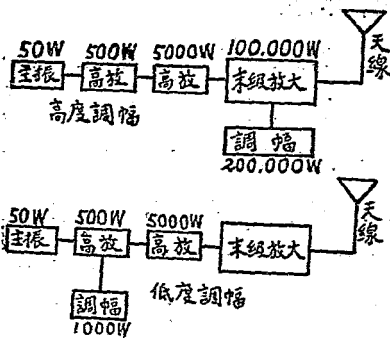 50W 500W 5000W 100.000W
主振 高放 高放 末級放大 天線
高度調幅
調幅
200.000W
50W 500W 5000W
主振 高放 高放 末級放大 天線
調幅 低度調幅
1000W